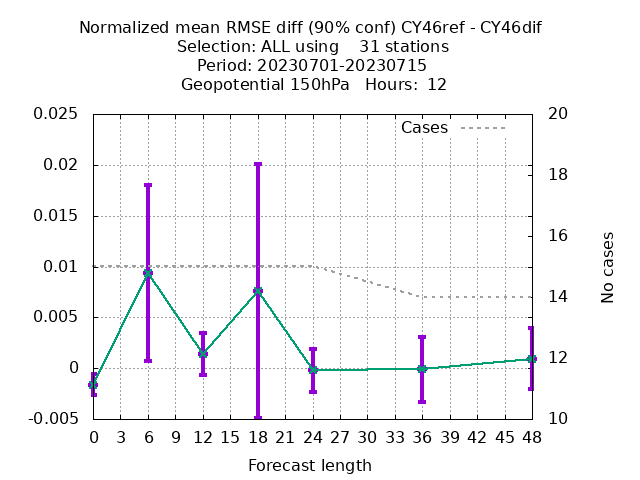 Normalized mean RMSE diff (90% conf) CY46ref - CY46dif
Selection: ALL using    31 stations
Period: 20230701-20230715
Geopotential 150hPa   Hours:  12
Cases
0.025
0.02
0.015
0.01
0.005
0
-0.005
20
18
16
14
12
10
No cases
0 3 6 9 12 15 18 21 24 27 30 33 36 39 42 45 48
Forecast length